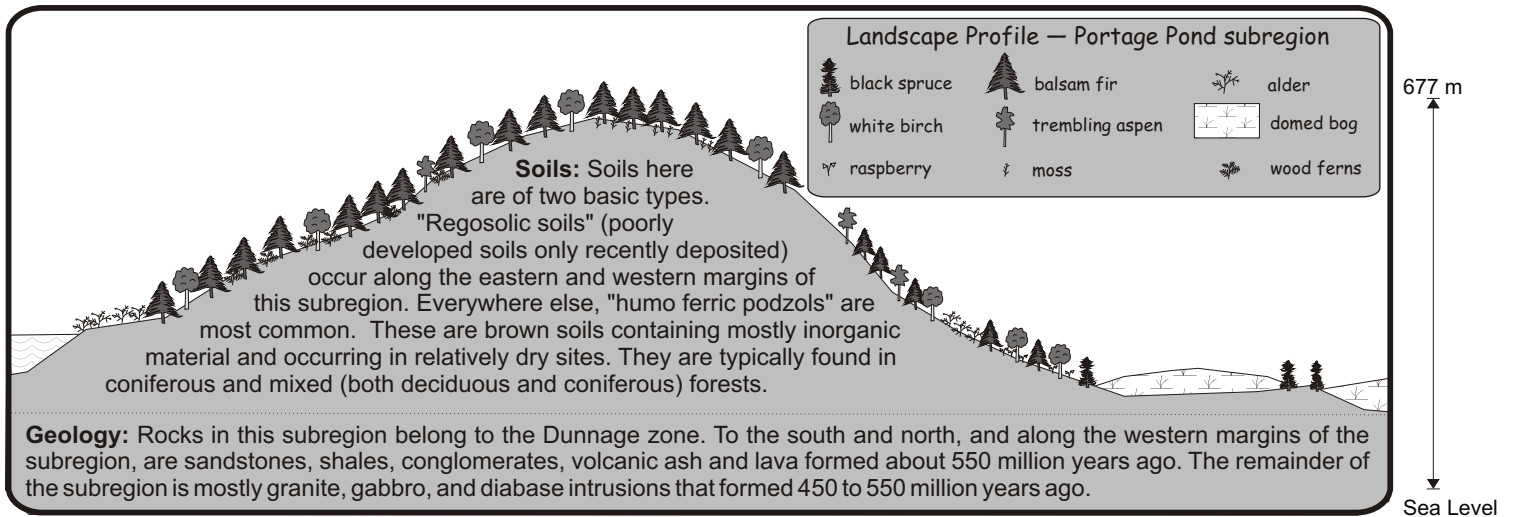 Landscape Profile — Portage Pond subregion
black spruce
balsam fir
alder
white birch
trembling aspen
domed bog
raspberry
moss
wood ferns
677 m
Soils: Soils here
are of two basic types.
"Regosolic soils" (poorly
developed soils only recently deposited)
occur along the eastern and western margins of
this subregion. Everywhere else, "humo ferric podzols" are
most common. These are brown soils containing mostly inorganic
material and occurring in relatively dry sites. They are typically found in
coniferous and mixed (both deciduous and coniferous) forests.
Geology: Rocks in this subregion belong to the Dunnage zone. To the south and north, and along the western margins of the
subregion, are sandstones, shales, conglomerates, volcanic ash and lava formed about 550 million years ago. The remainder of
the subregion is mostly granite, gabbro, and diabase intrusions that formed 450 to 550 million years ago.
Sea Level